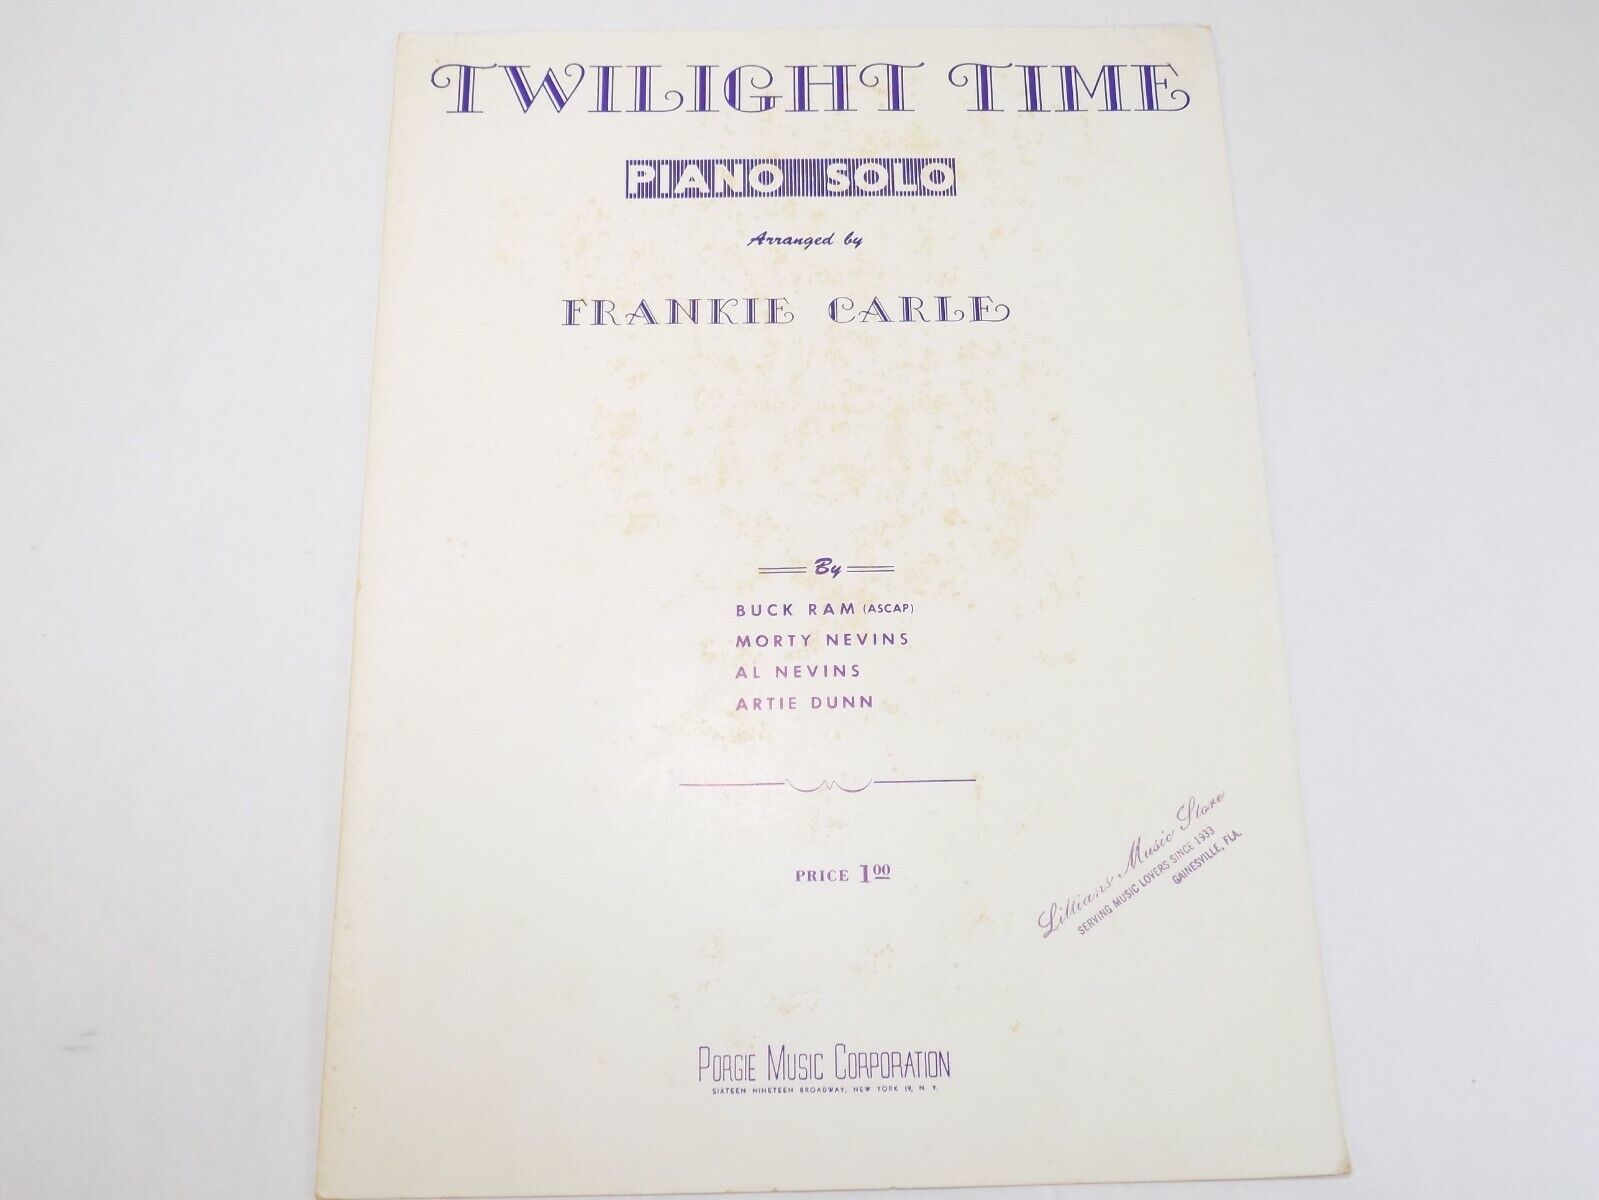 TWILIGHT TIME
PIANO SOLO
Arranged by
FRANKIE CARLE
By
BUCK RAM (ASCAP)
MORTY NEVINS
AL NEVINS
ARTIE DUNN
PRICE 1.00
Lillians' Music Store
SERVING MUSIC LOVERS SINCE 1933
GAINESVILLE, FLA.
PORGIE MUSIC CORPORATION
SIXTEEN NINETEEN BROADWAY, NEW YORK 19, N. Y.